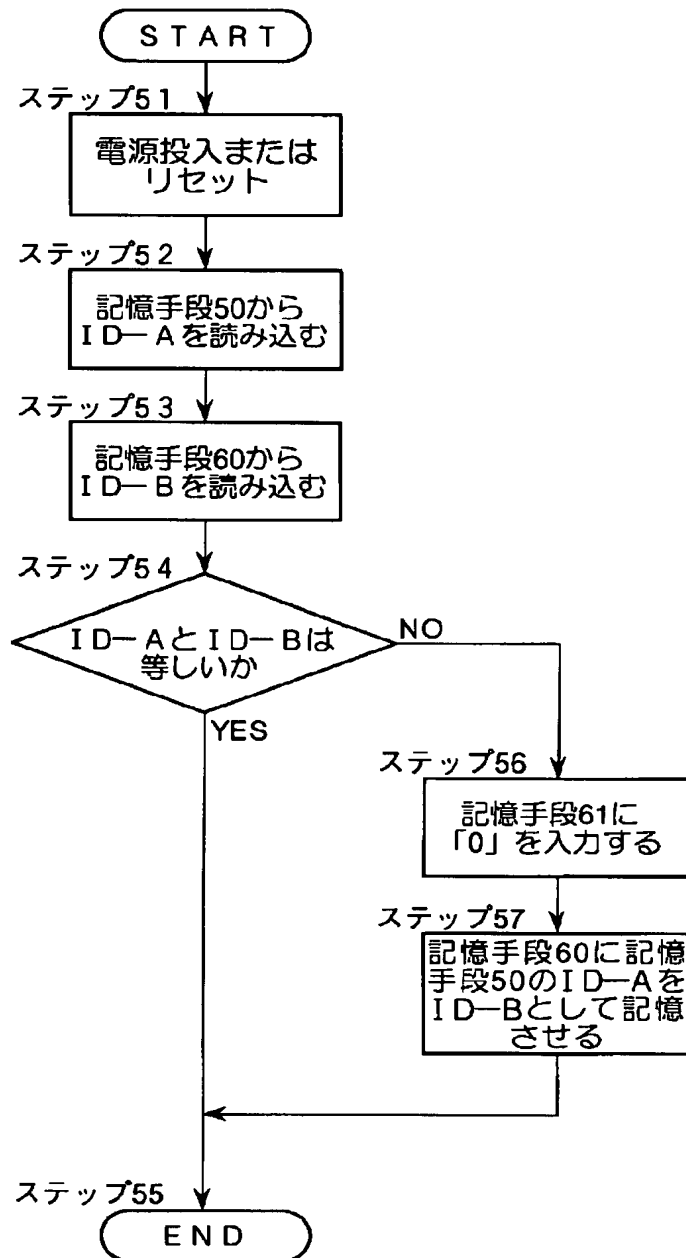 START
ステップ51
電源投入または
リセット
ステップ52
記憶手段50から
ID－Aを読み込む
ステップ53
記憶手段60から
ID－Bを読み込む
ステップ54
ID－AとID－Bは
等しいか
NO
YES
ステップ56
記憶手段61に
「0」を入力する
ステップ57
記憶手段60に記憶
手段50のID－Aを
ID－Bとして記憶
させる
ステップ55
END